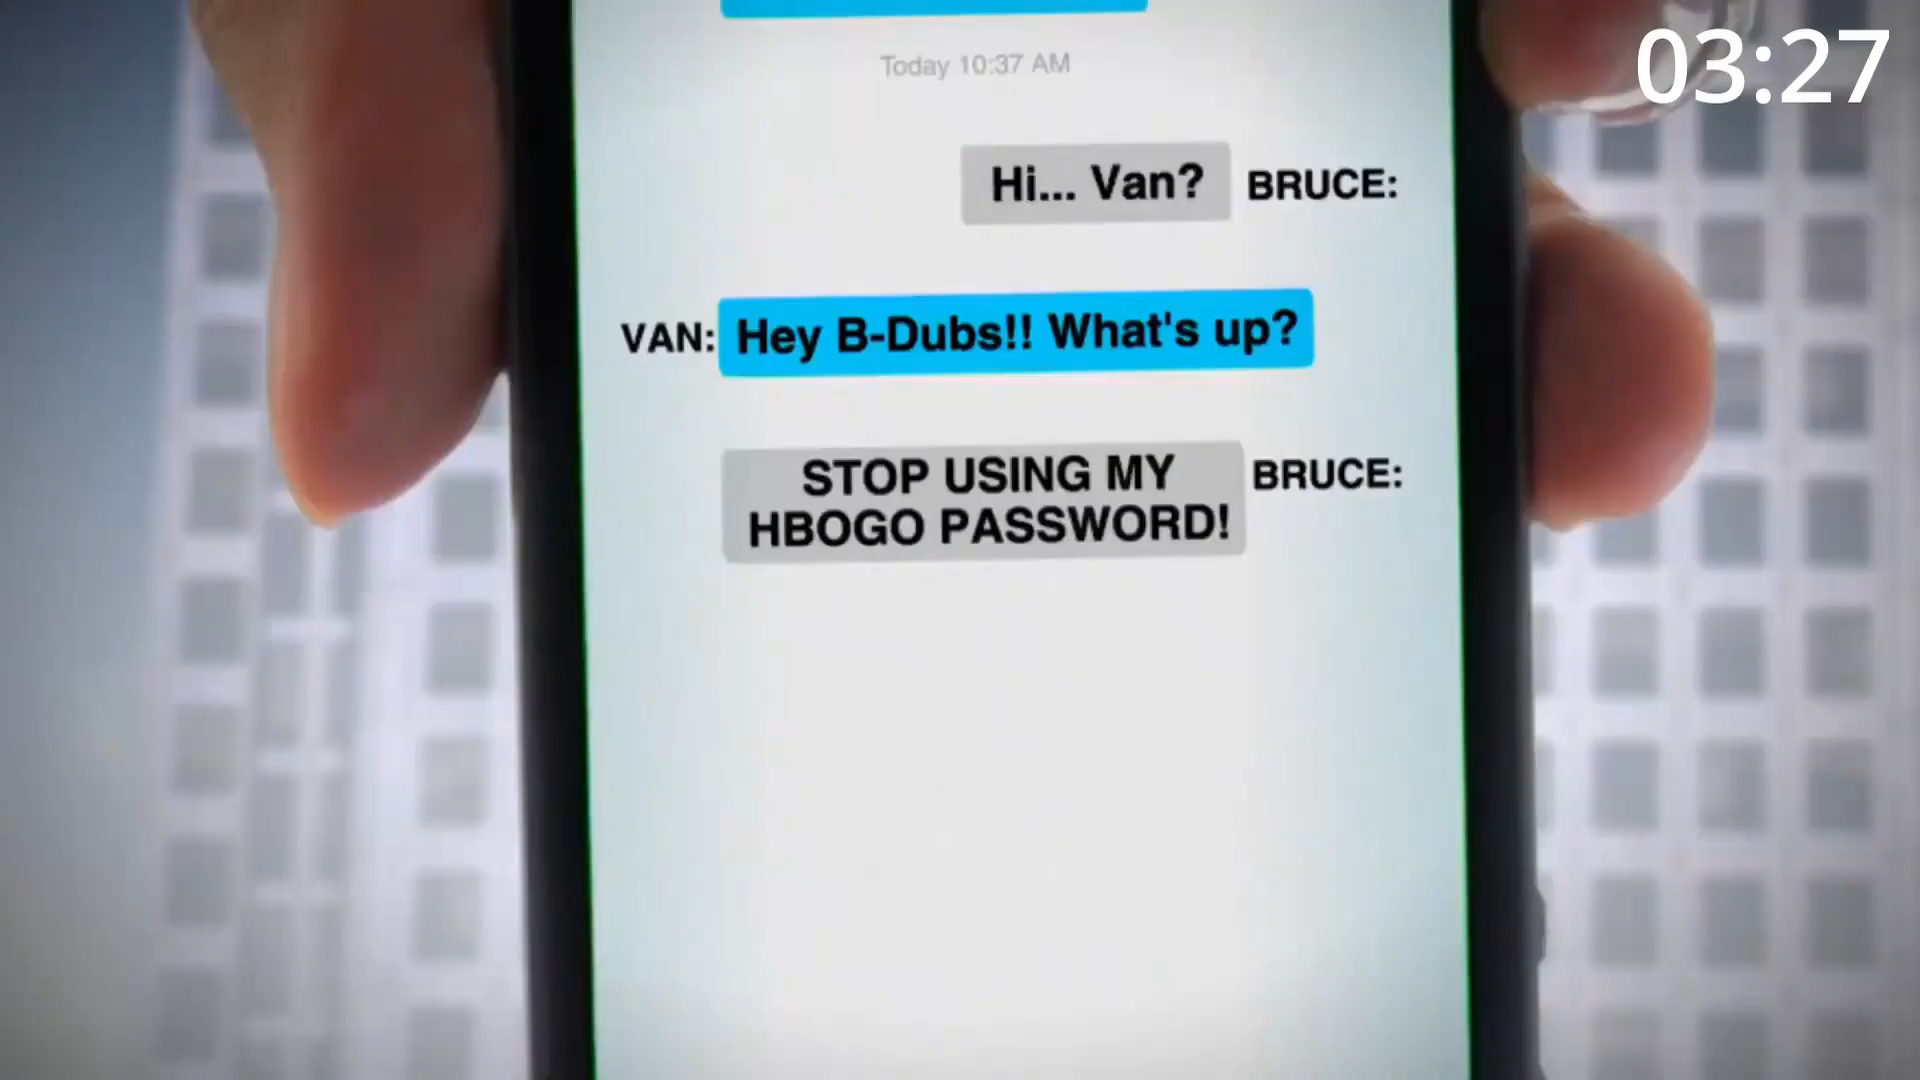 03:27
Today 10:37 AM
Hi... Van?
BRUCE:
VAN:
Hey B-Dubs!! What's up?
STOP USING MY
HBOGO PASSWORD!
BRUCE: